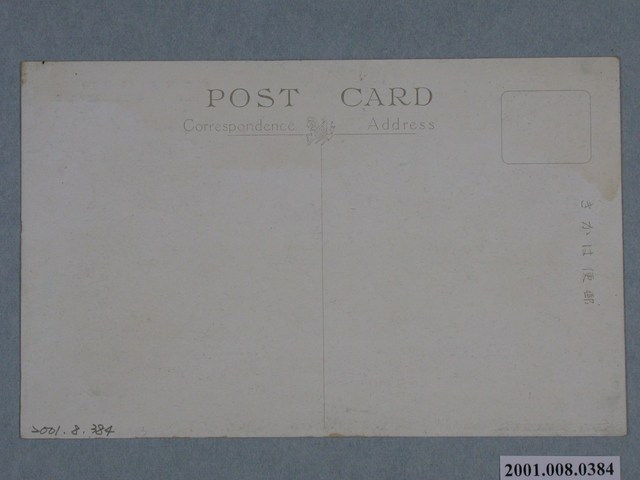 POST CARD
Correspondence Address
きかは便郵
2001.8.384
2001.008.0384